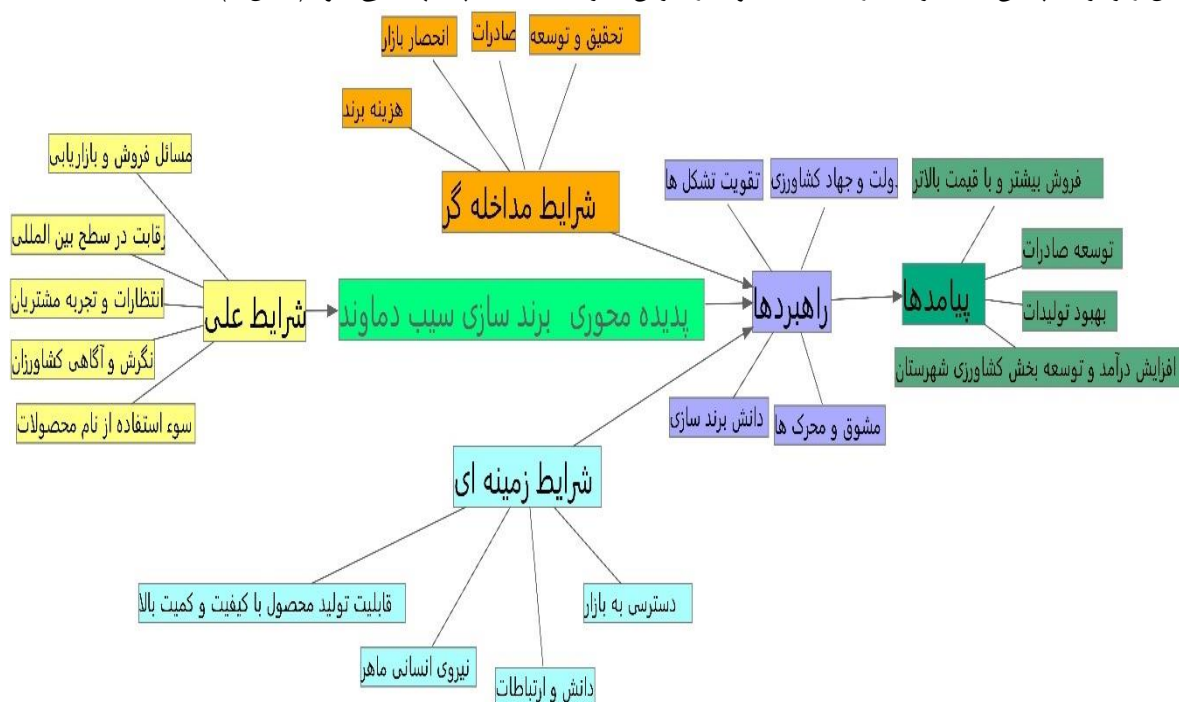 تحقیق و توسعه
صادرات
انحصار بازار
هزینه برند
شرایط مداخله گر
مسائل فروش و بازاریابی
رقابت در سطح بین المللی
انتظارات و تجربه مشتریان
نگرش و آگاهی کشاورزان
سوء استفاده از نام محصولات
شرایط علی
پدیده محوری برند سازی سیب دماوند
دولت و جهاد کشاورزی
تقویت تشکل ها
راهبردها
مشوق و محرک ها
دانش برند سازی
فروش بیشتر و با قیمت بالاتر
توسعه صادرات
بهبود تولیدات
افزایش درآمد و توسعه بخش کشاورزی شهرستان
پیامدها
شرایط زمینه ای
دسترسی به بازار
دانش و ارتباطات
نیروی انسانی ماهر
قابلیت تولید محصول با کیفیت و کمیت بالا